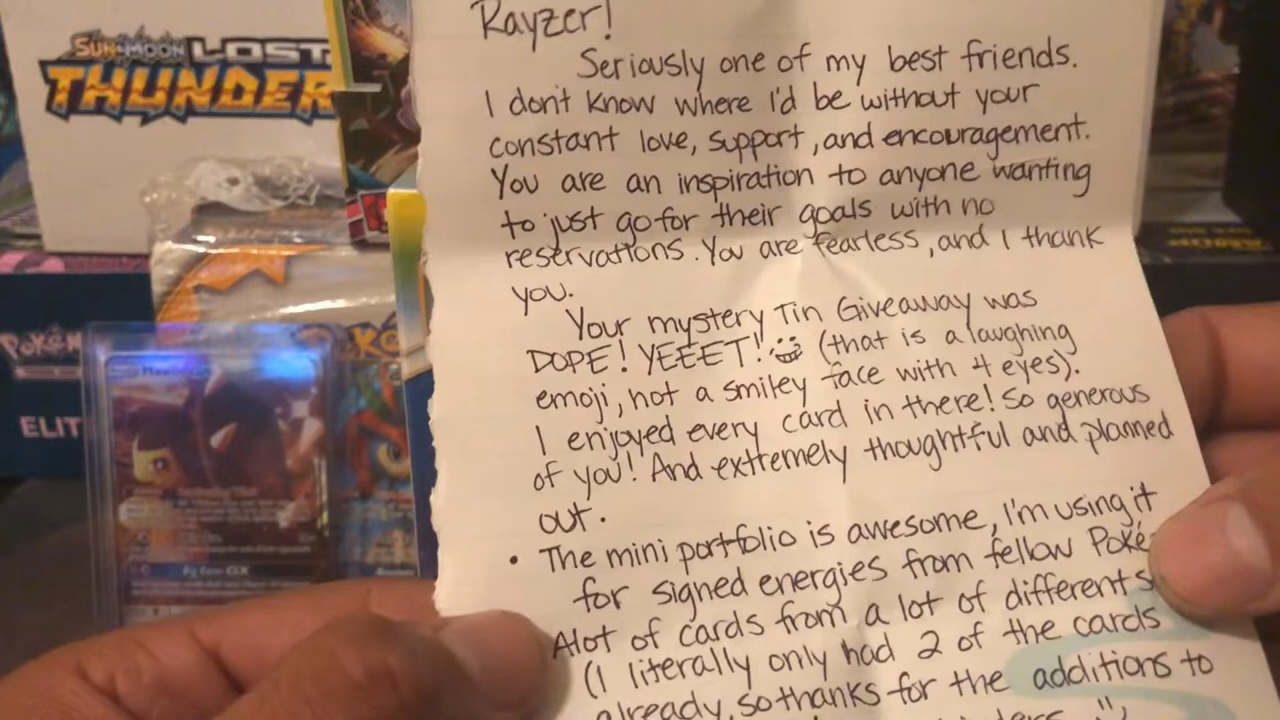 SUN & MOON LOST
THUNDER
Pokém
ELIT
Big Eater GX
Rayzer!
Seriously one of my best friends.
I don't know where I'd be without your
constant love, support, and encouragement.
You are an inspiration to anyone wanting
to just go for their goals with no
reservations. You are fearless, and I thank
you.
Your mystery Tin Giveaway was
DOPE! YEEET! (that is a laughing
emoji, not a smiley face with 4 eyes).
I enjoyed every card in there! So generous
of you! And extremely thoughtful and planned
out.
• The mini portfolio is awesome, I'm using it
for signed energies from fellow Poké-
Alot of cards from a lot of different s
(I literally only had 2 of the cards
already, so thanks for the additions to